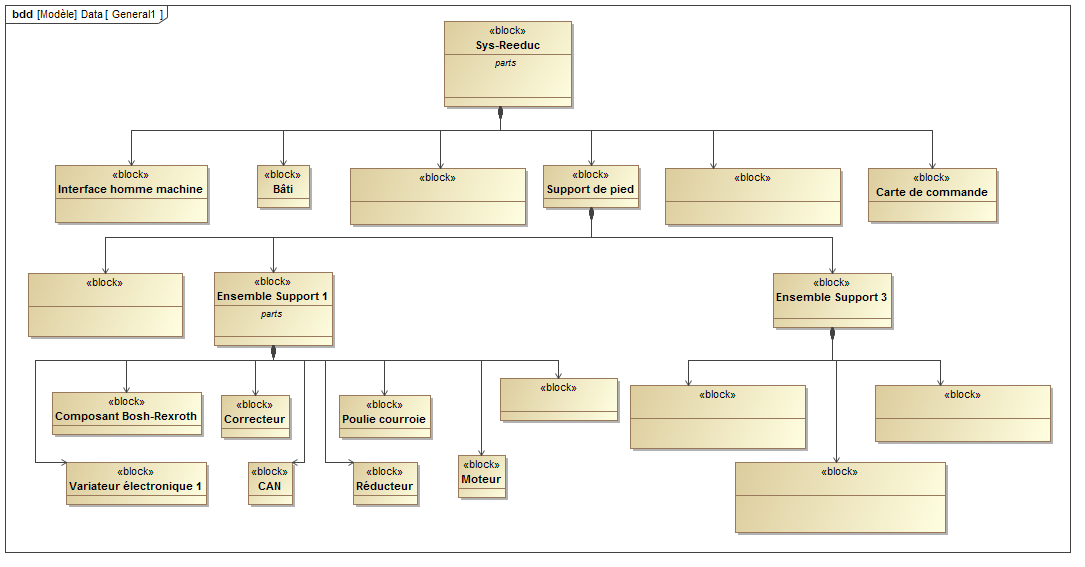 bdd [Modèle] Data [ General1 ]
«block»
Sys-Reeduc
parts
«block»
Interface homme machine
«block»
Bâti
«block»
«block»
Support de pied
«block»
«block»
Carte de commande
«block»
«block»
Ensemble Support 1
parts
«block»
Ensemble Support 3
«block»
Composant Bosh-Rexroth
«block»
Correcteur
«block»
Poulie courroie
«block»
«block»
«block»
«block»
Variateur électronique 1
«block»
CAN
«block»
Réducteur
«block»
Moteur
«block»